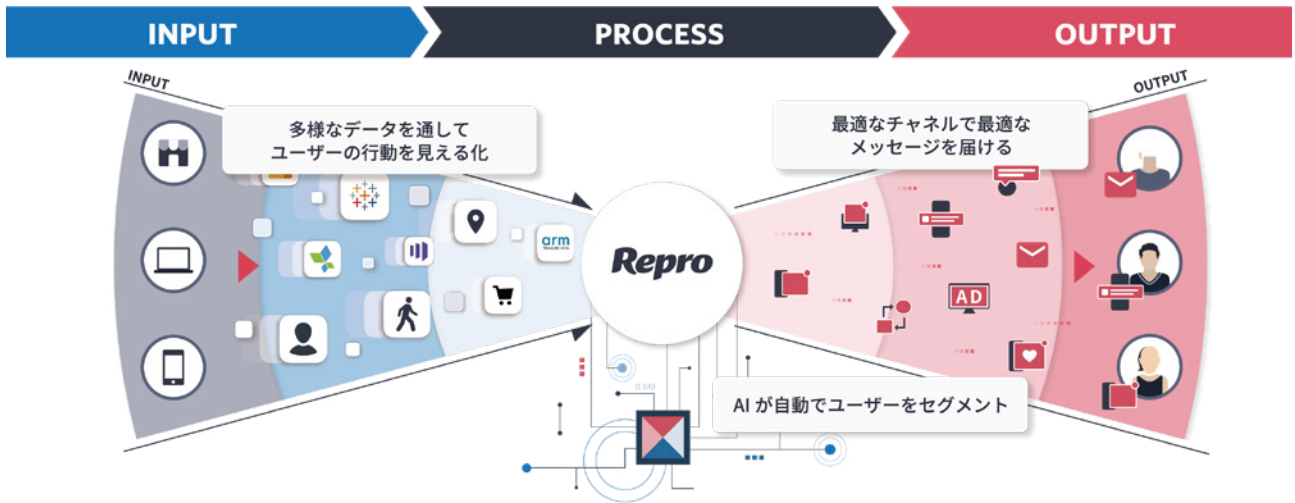 INPUT
PROCESS
OUTPUT
INPUT
OUTPUT
多様なデータを通して
ユーザーの行動を見える化
最適なチャネルで最適な
メッセージを届ける
arm
TREASURE DATA
Repro
AD
AI が自動でユーザーをセグメント